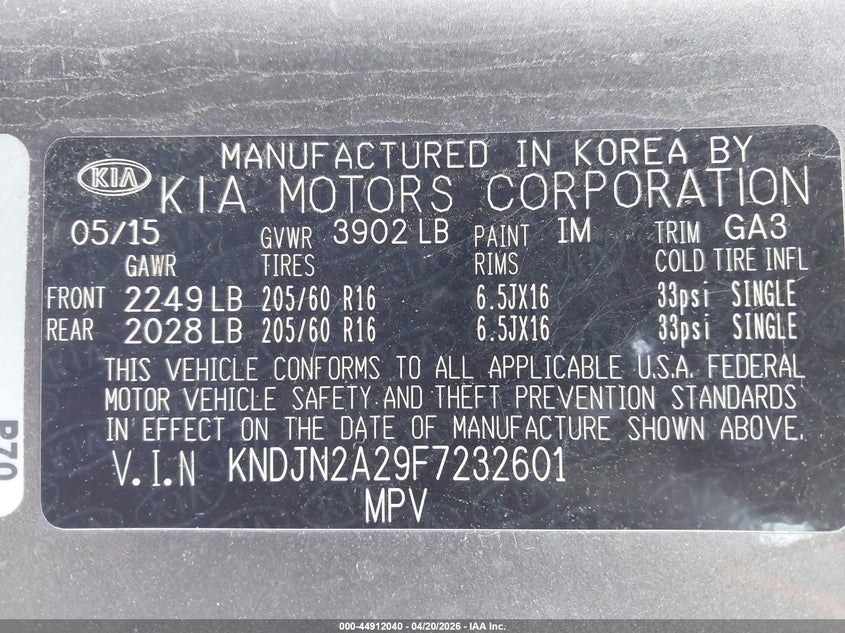 MANUFACTURED IN KOREA BY
KIA KIA MOTORS CORPORATION
05/15 GVWR 3902 LB PAINT IM TRIM GA3
GAWR TIRES RIMS COLD TIRE INFL
FRONT 2249 LB 205/60 R16 6.5JX16 33psi SINGLE
REAR 2028 LB 205/60 R16 6.5JX16 33psi SINGLE
THIS VEHICLE CONFORMS TO ALL APPLICABLE U.S.A. FEDERAL
MOTOR VEHICLE SAFETY AND THEFT PREVENTION STANDARDS
IN EFFECT ON THE DATE OF MANUFACTURE SHOWN ABOVE.
V.I.N KNDJN2A29F7232601
MPV
000-44912040 - 04/20/2026 - IAA Inc.